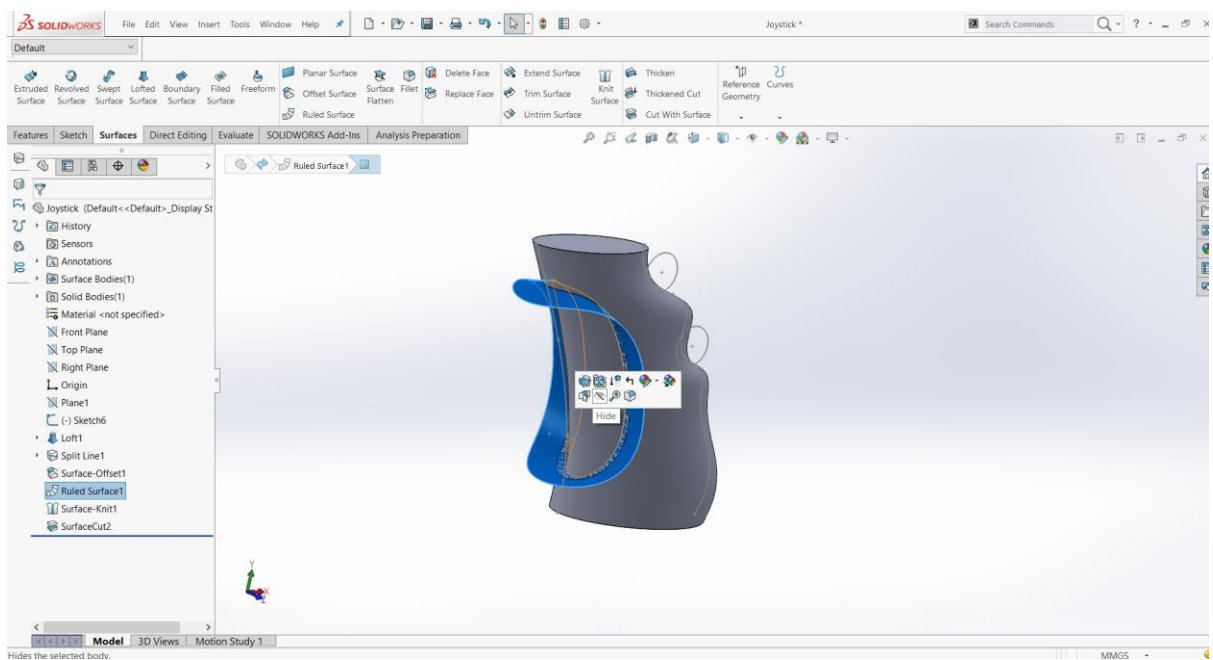 SOLIDWORKS File Edit View Insert Tools Window Help Joystick * Search Commands ?
Default
Extruded Surface
Revolved Surface
Swept Surface
Lofted Surface
Boundary Surface
Filled Surface
Freeform
Planar Surface
Offset Surface
Ruled Surface
Surface Flatten
Fillet
Delete Face
Replace Face
Extend Surface
Trim Surface
Untrim Surface
Knit Surface
Thicken
Thickened Cut
Cut With Surface
Reference Geometry
Curves
Features Sketch Surfaces Direct Editing Evaluate SOLIDWORKS Add-Ins Analysis Preparation
Ruled Surface1
Joystick (Default<<Default>_Display St
History
Sensors
Annotations
Surface Bodies(1)
Solid Bodies(1)
Material <not specified>
Front Plane
Top Plane
Right Plane
Origin
Plane1
(-) Sketch6
Loft1
Split Line1
Surface-Offset1
Ruled Surface1
Surface-Knit1
SurfaceCut2
Hide
Y
X
Z
Model 3D Views Motion Study 1
Hides the selected body. MMGS